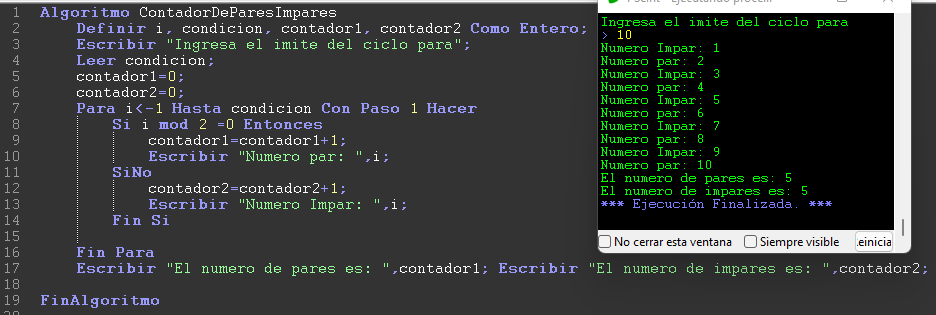 1 Algoritmo ContadorDeParesImpares
2 Definir i, condicion, contador1, contador2 Como Entero;
3 Escribir "Ingresa el imite del ciclo para";
4 Leer condicion;
5 contador1=0;
6 contador2=0;
7 Para i<-1 Hasta condicion Con Paso 1 Hacer
8 Si i mod 2 =0 Entonces
9 contador1=contador1+1;
10 Escribir "Numero par: ",i;
11 SiNo
12 contador2=contador2+1;
13 Escribir "Numero Impar: ",i;
14 Fin Si
15
16 Fin Para
17 Escribir "El numero de pares es: ",contador1; Escribir "El numero de impares es: ",contador2;
18
19 FinAlgoritmo
20
Ingresa el imite del ciclo para
> 10
Numero Impar: 1
Numero par: 2
Numero Impar: 3
Numero par: 4
Numero Impar: 5
Numero par: 6
Numero Impar: 7
Numero par: 8
Numero Impar: 9
Numero par: 10
El numero de pares es: 5
El numero de impares es: 5
*** Ejecución Finalizada. ***
No cerrar esta ventana Siempre visible .einicia